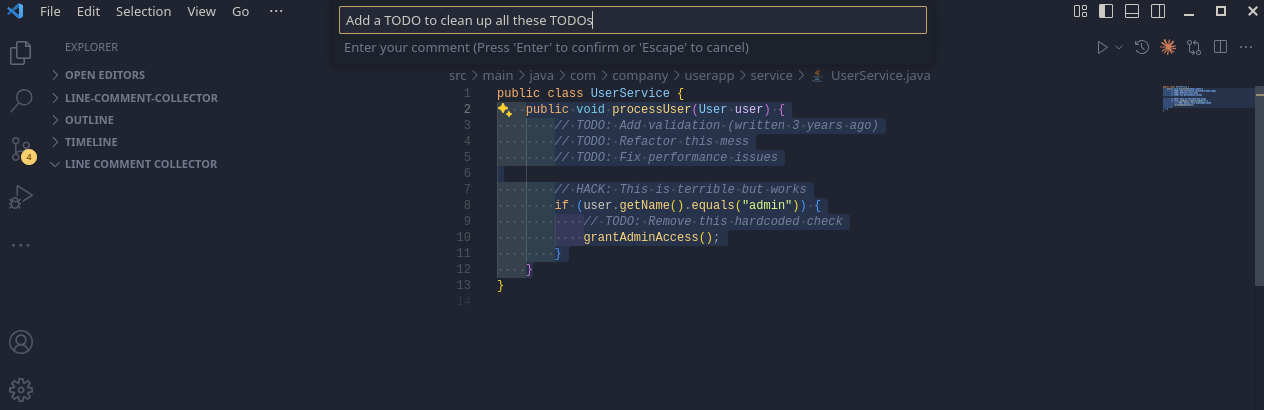 File Edit Selection View Go ···
Add a TODO to clean up all these TODOs
Enter your comment (Press 'Enter' to confirm or 'Escape' to cancel)
EXPLORER
OPEN EDITORS
LINE-COMMENT-COLLECTOR
OUTLINE
TIMELINE
LINE COMMENT COLLECTOR
4
src > main > java > com > company > userapp > service > UserService.java
1 public class UserService {
2 public void processUser(User user) {
3 // TODO: Add validation (written 3 years ago)
4 // TODO: Refactor this mess
5 // TODO: Fix performance issues
6
7 // HACK: This is terrible but works
8 if (user.getName().equals("admin")) {
9 // TODO: Remove this hardcoded check
10 grantAdminAccess();
11 }
12 }
13 }
14